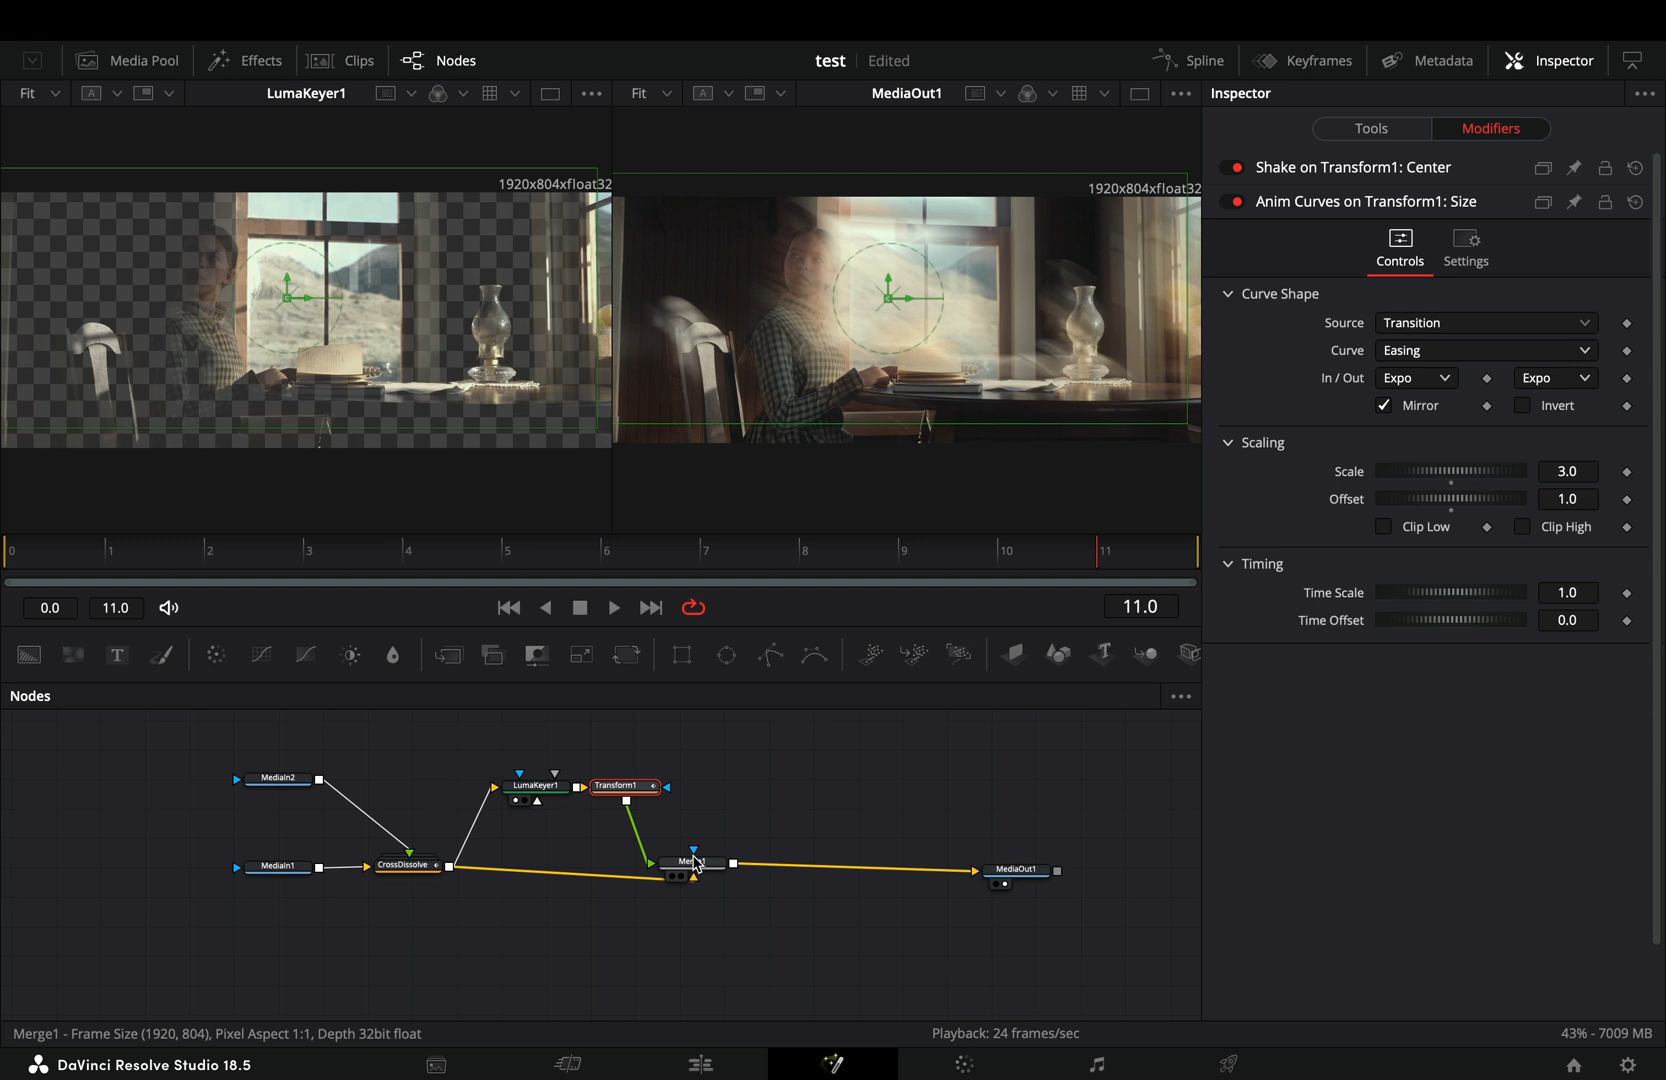 Media Pool Effects Clips Nodes test Edited Spline Keyframes Metadata Inspector
Fit A LumaKeyer1 Fit A MediaOut1 Inspector
Tools Modifiers
Shake on Transform1: Center
Anim Curves on Transform1: Size
1920x804xfloat32 1920x804xfloat32
Controls Settings
Curve Shape
Source Transition
Curve Easing
In / Out Expo Expo
Mirror Invert
Scaling
Scale 3.0
Offset 1.0
Clip Low Clip High
Timing
Time Scale 1.0
Time Offset 0.0
0 1 2 3 4 5 6 7 8 9 10 11
0.0 11.0 11.0
T T
Nodes
MediaIn2 LumaKeyer1 Transform1
MediaIn1 CrossDissolve MediaOut1
Merge1 - Frame Size (1920, 804), Pixel Aspect 1:1, Depth 32bit float Playback: 24 frames/sec 43% - 7009 MB
DaVinci Resolve Studio 18.5